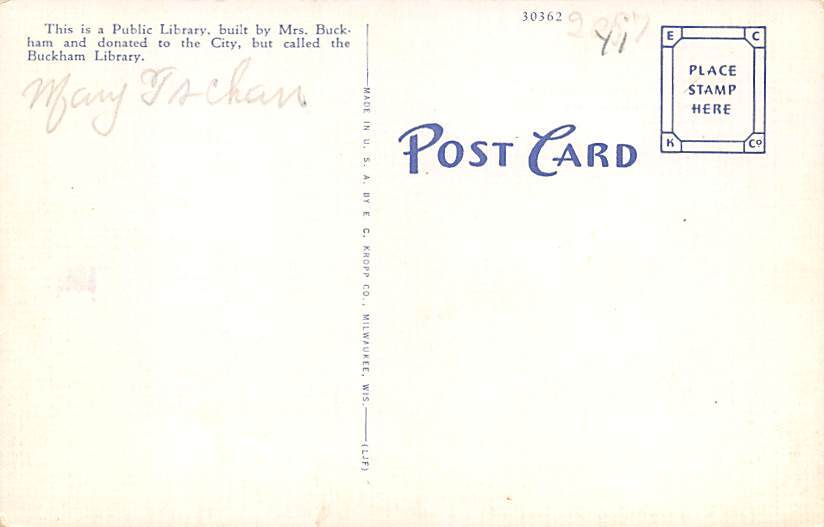 This is a Public Library, built by Mrs. Buck-
ham and donated to the City, but called the
Buckham Library.
Mary Tschan
MADE IN U. S. A. BY E. C. KROPP CO., MILWAUKEE, WIS.
(LJF)
30362
41
POST CARD
E C
PLACE
STAMP
HERE
K Co